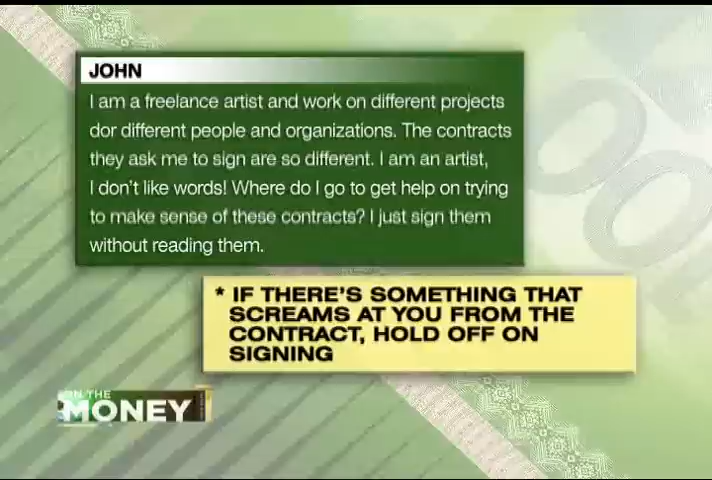 JOHN
I am a freelance artist and work on different projects
dor different people and organizations. The contracts
they ask me to sign are so different. I am an artist,
I don't like words! Where do I go to get help on trying
to make sense of these contracts? I just sign them
without reading them.
* IF THERE'S SOMETHING THAT
SCREAMS AT YOU FROM THE
CONTRACT, HOLD OFF ON
SIGNING
ON THE
MONEY